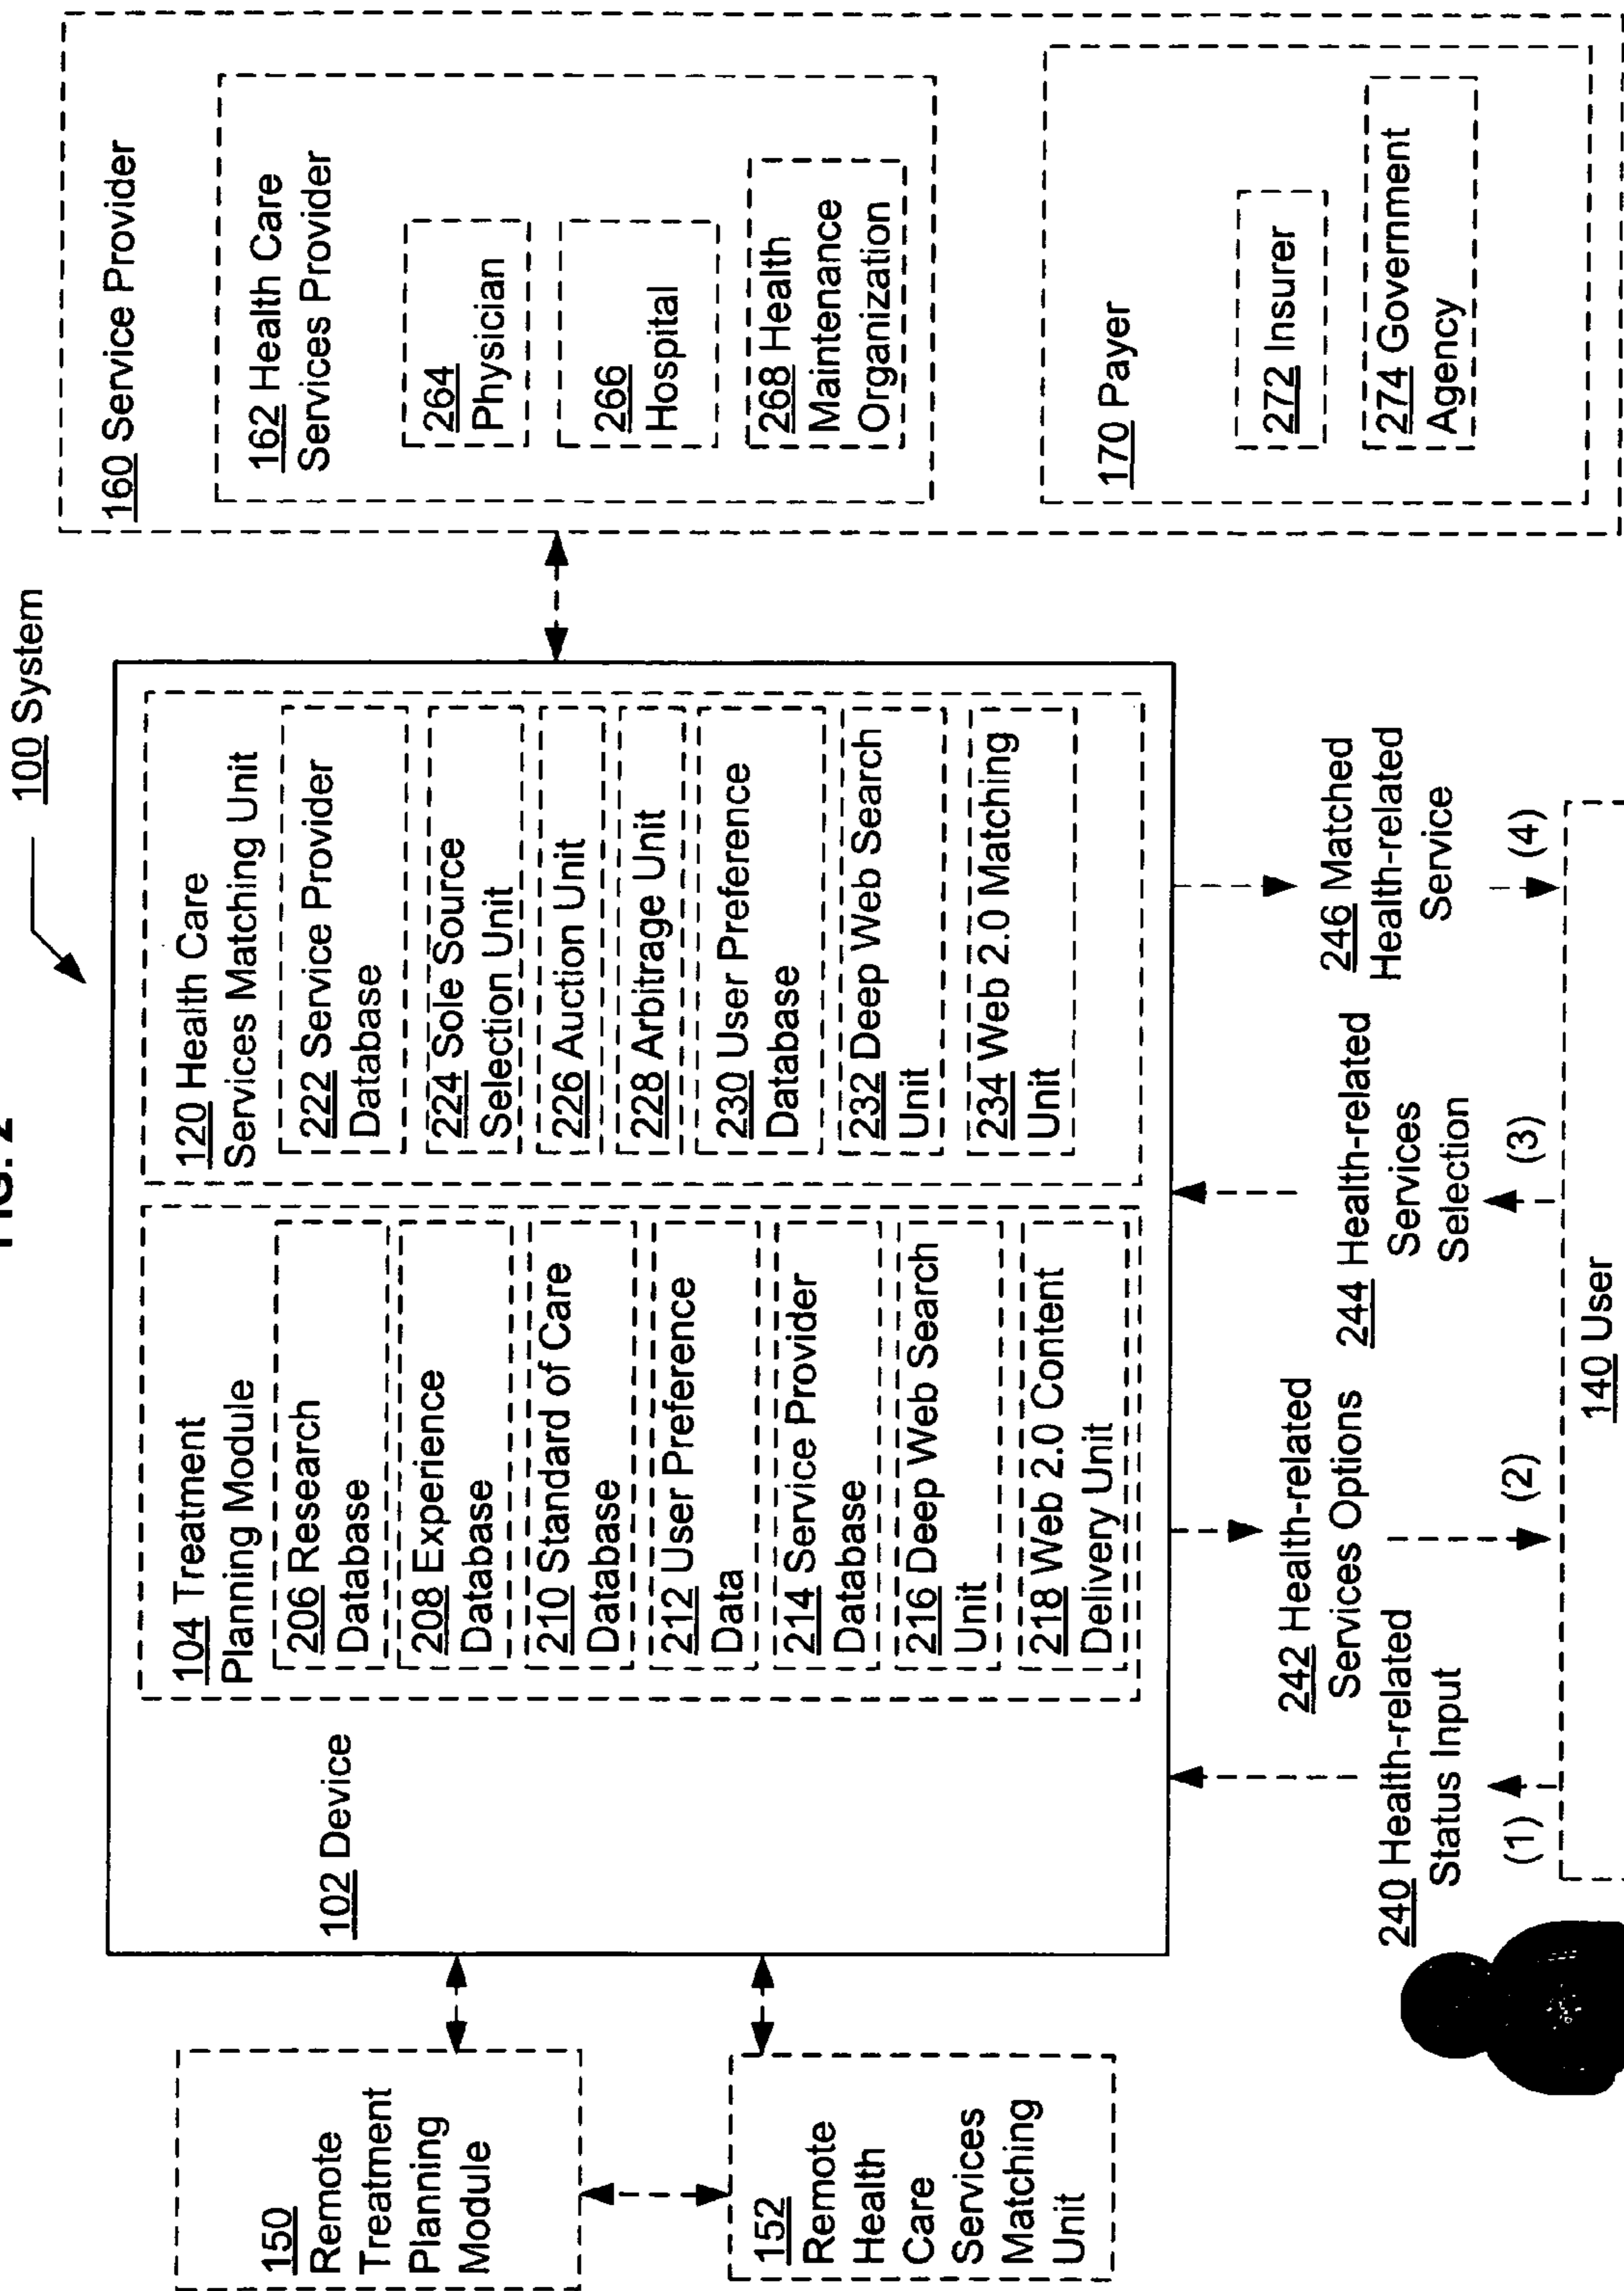 FIG. 2
100 System
102 Device
104 Treatment
Planning Module
206 Research
Database
208 Experience
Database
210 Standard of Care
Database
212 User Preference
Data
214 Service Provider
Database
216 Deep Web Search
Unit
218 Web 2.0 Content
Delivery Unit
120 Health Care
Services Matching Unit
222 Service Provider
Database
224 Sole Source
Selection Unit
226 Auction Unit
228 Arbitrage Unit
230 User Preference
Database
232 Deep Web Search
Unit
234 Web 2.0 Matching
Unit
150
Remote
Treatment
Planning
Module
152
Remote
Health
Care
Services
Matching
Unit
160 Service Provider
162 Health Care
Services Provider
264
Physician
266
Hospital
268 Health
Maintenance
Organization
170 Payer
272 Insurer
274 Government
Agency
240 Health-related
Status Input
(1)
242 Health-related
Services Options
(2)
244 Health-related
Services
Selection
(3)
246 Matched
Health-related
Service
(4)
140 User